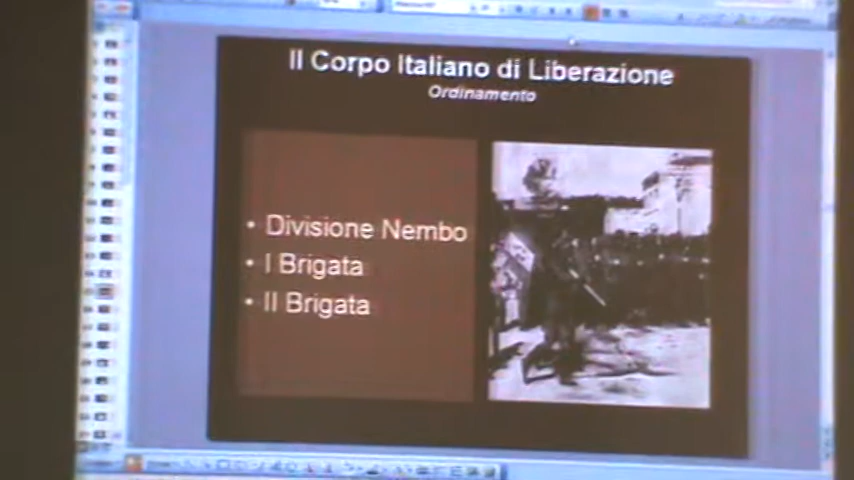 Il Corpo Italiano di Liberazione
Ordinamento
• Divisione Nembo
• I Brigata
• II Brigata